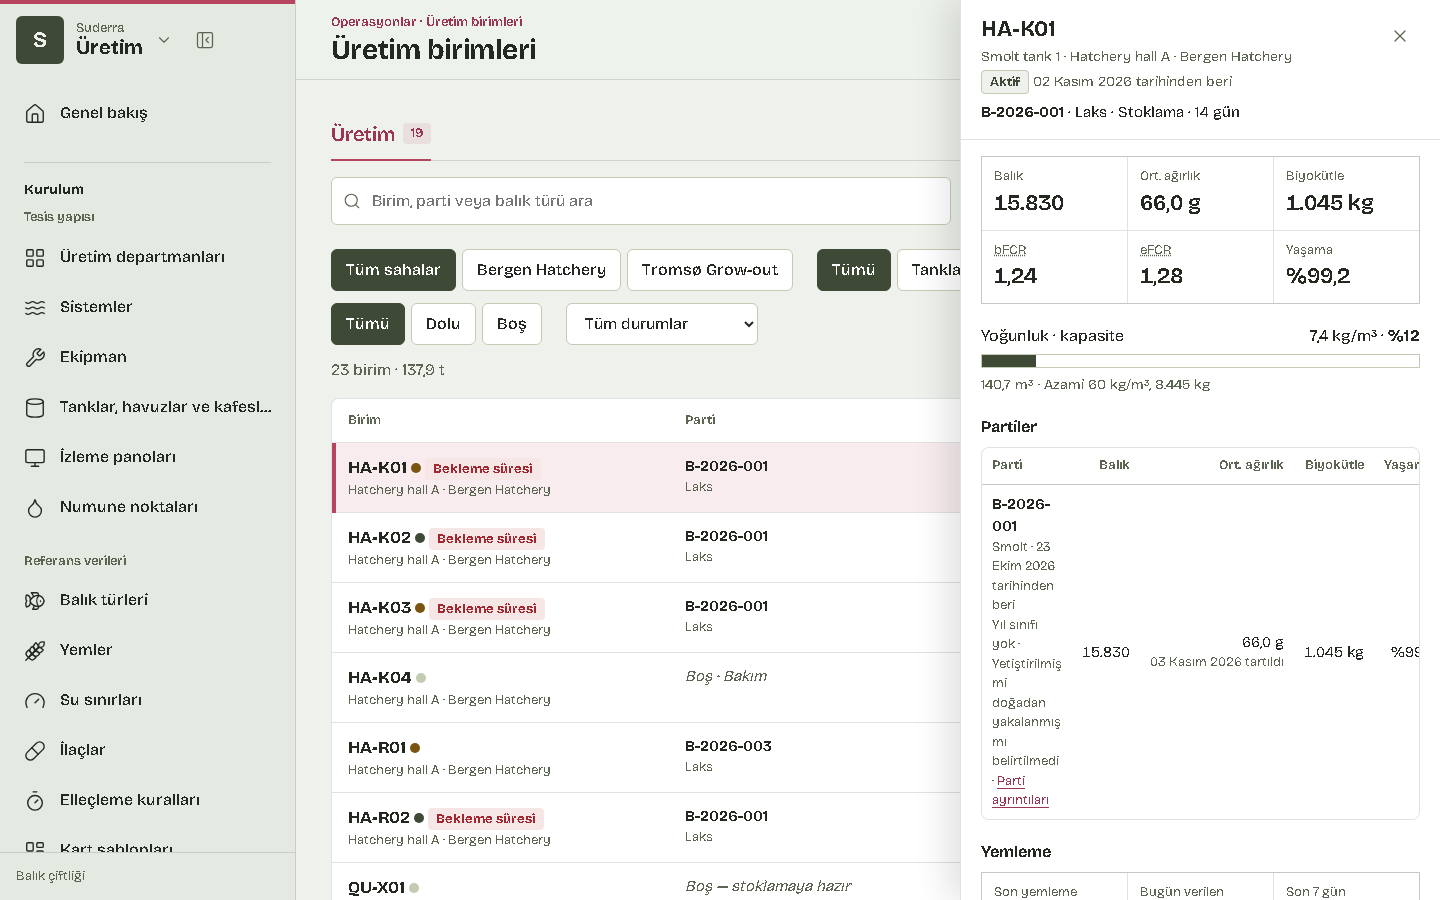 S
Suderra
Üretim
Genel bakış
Kurulum
Tesis yapısı
Üretim departmanları
Sistemler
Ekipman
Tanklar, havuzlar ve kafesl...
İzleme panoları
Numune noktaları
Referans verileri
Balık türleri
Yemler
Su sınırları
İlaçlar
Elleçleme kuralları
Kart şablonları
Balık çiftliği
Operasyonlar · Üretim birimleri
Üretim birimleri
Üretim 19
Birim, parti veya balık türü ara
Tüm sahalar Bergen Hatchery Tromsø Grow-out Tümü Tankla
Tümü Dolu Boş Tüm durumlar
23 birim · 137,9 t
Birim Parti
HA-K01 Bekleme süresi B-2026-001
Hatchery hall A · Bergen Hatchery Laks
HA-K02 Bekleme süresi B-2026-001
Hatchery hall A · Bergen Hatchery Laks
HA-K03 Bekleme süresi B-2026-001
Hatchery hall A · Bergen Hatchery Laks
HA-K04 Boş · Bakım
Hatchery hall A · Bergen Hatchery
HA-R01 B-2026-003
Hatchery hall A · Bergen Hatchery Laks
HA-R02 Bekleme süresi B-2026-001
Hatchery hall A · Bergen Hatchery Laks
QU-X01 Boş — stoklamaya hazır
HA-K01
Smolt tank 1 · Hatchery hall A · Bergen Hatchery
Aktif 02 Kasım 2026 tarihinden beri
B-2026-001 · Laks · Stoklama · 14 gün
Balık Ort. ağırlık Biyokütle
15.830 66,0 g 1.045 kg
bFCR eFCR Yaşama
1,24 1,28 %99,2
Yoğunluk · kapasite 7,4 kg/m³ · %12
140,7 m³ · Azami 60 kg/m³, 8.445 kg
Partiler
Parti Balık Ort. ağırlık Biyokütle Yaşar
B-2026-
001
Smolt · 23
Ekim 2026
tarihinden
beri
Yıl sınıfı
yok ·
Yetiştirilmiş
mi
doğadan
yakalanmış
mı
belirtilmedi
· Parti
ayrıntıları
15.830 66,0 g 1.045 kg %99
03 Kasım 2026 tartıldı
Yemleme
Son yemleme Bugün verilen Son 7 gün